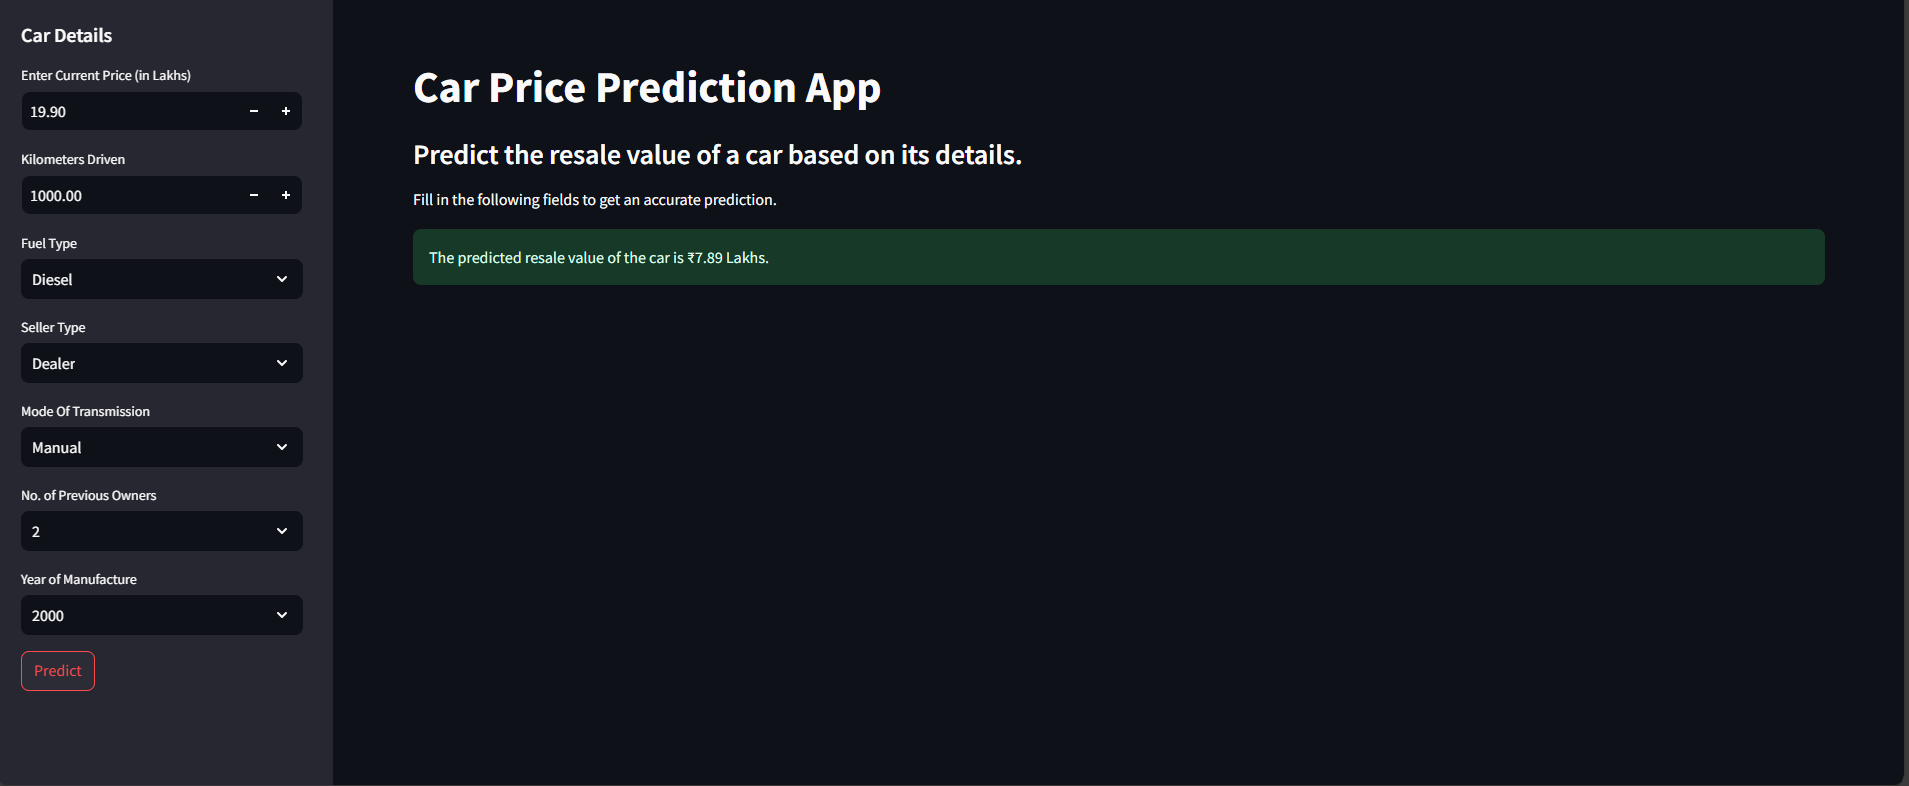 Car Details
Enter Current Price (in Lakhs)
19.90
Kilometers Driven
1000.00
Fuel Type
Diesel
Seller Type
Dealer
Mode Of Transmission
Manual
No. of Previous Owners
2
Year of Manufacture
2000
Predict
Car Price Prediction App
Predict the resale value of a car based on its details.
Fill in the following fields to get an accurate prediction.
The predicted resale value of the car is ₹7.89 Lakhs.